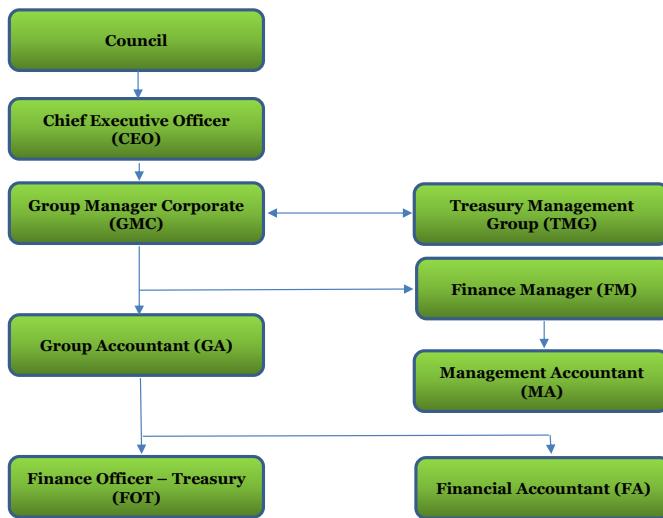 Council
Chief Executive Officer
(CEO)
Group Manager Corporate
(GMC)
Treasury Management
Group (TMG)
Finance Manager (FM)
Group Accountant (GA)
Management Accountant
(MA)
Finance Officer – Treasury
(FOT)
Financial Accountant (FA)